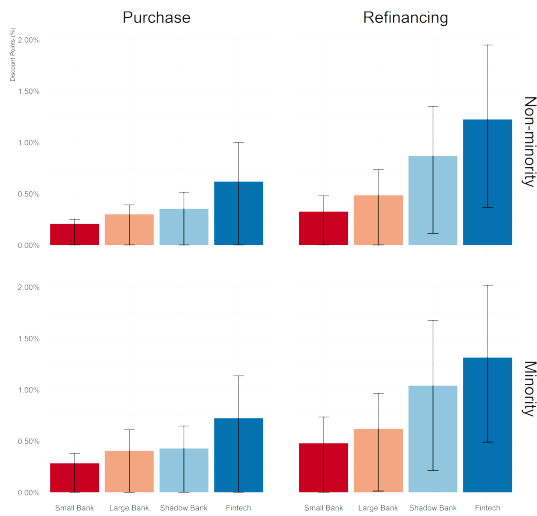 Purchase
Refinancing
Discount Points (%)
2.00%
1.50%
1.00%
0.50%
0.00%
Non-minority
2.00%
1.50%
1.00%
0.50%
0.00%
Minority
Small Bank Large Bank Shadow Bank Fintech
Small Bank Large Bank Shadow Bank Fintech